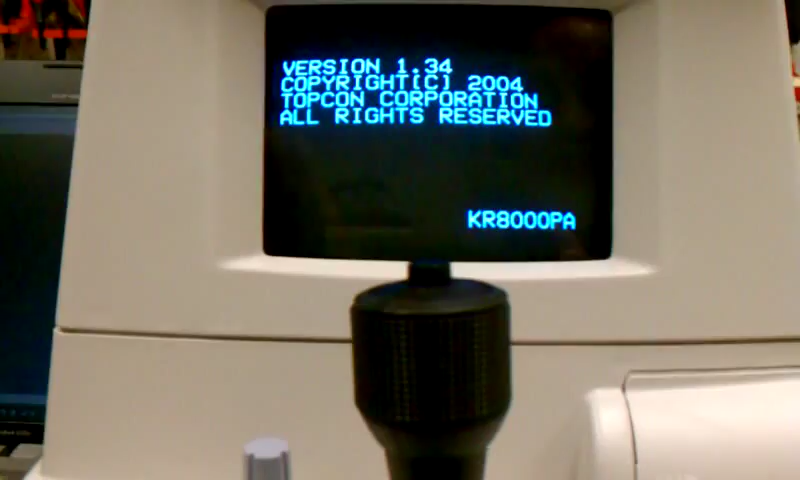 VERSION 1.34
COPYRIGHT[C] 2004
TOPCON CORPORATION
ALL RIGHTS RESERVED
KR8000PA